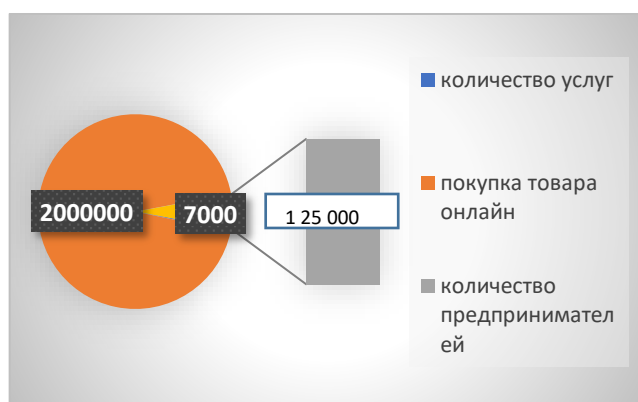 2000000
7000
1 25 000
количество услуг
покупка товара
онлайн
количество
предпринимател
ей